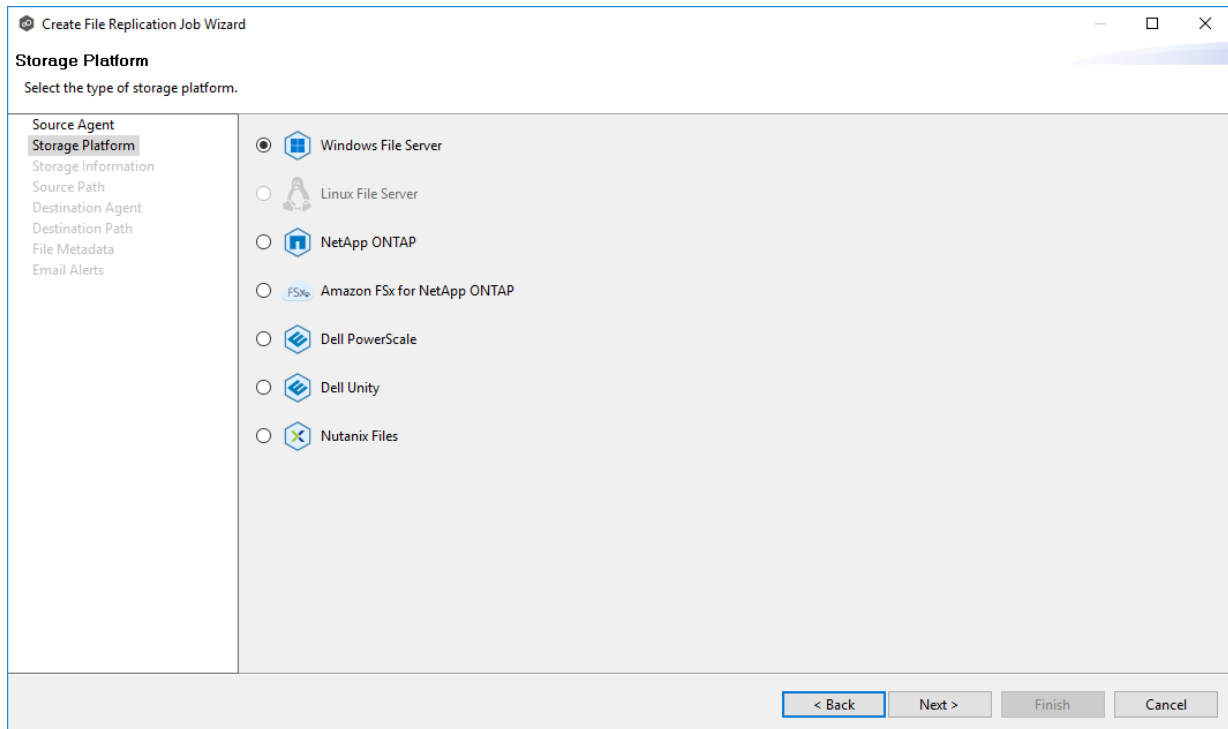 Create File Replication Job Wizard
Storage Platform
Select the type of storage platform.
Source Agent
Storage Platform
Storage Information
Source Path
Destination Agent
Destination Path
File Metadata
Email Alerts
Windows File Server
Linux File Server
NetApp ONTAP
FSx Amazon FSx for NetApp ONTAP
Dell PowerScale
Dell Unity
Nutanix Files
< Back Next > Finish Cancel